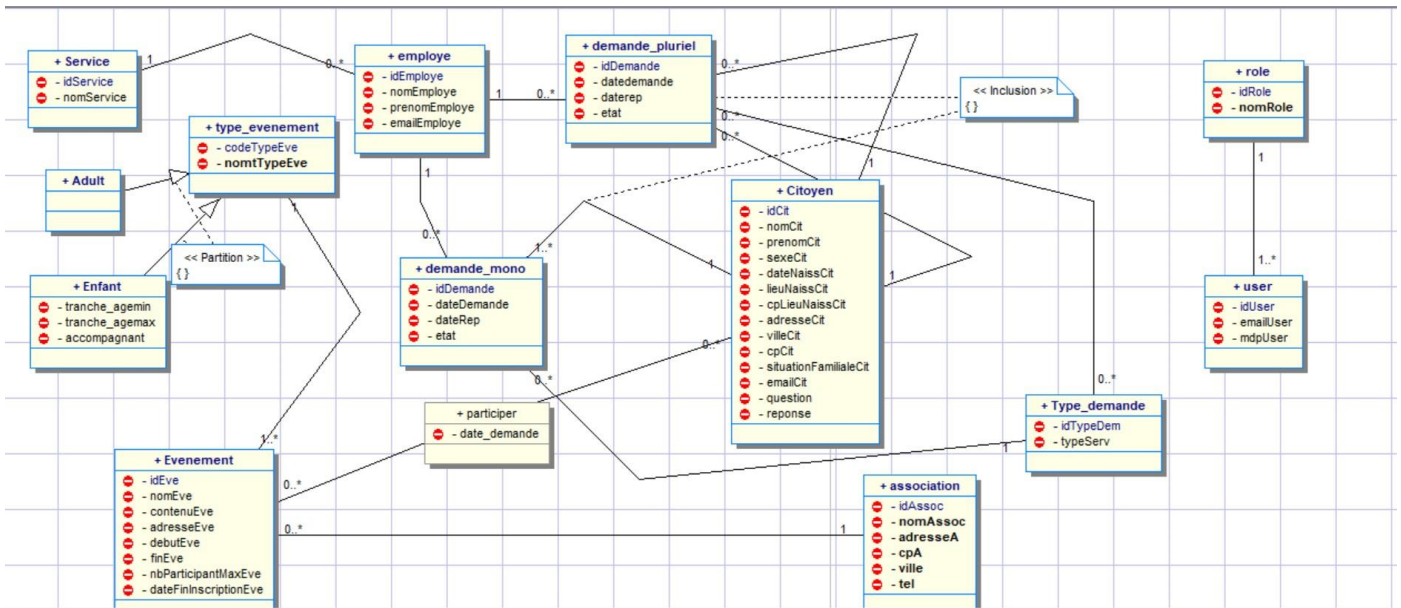 + Service
- idService
- nomService
1
0..*
+ employe
- idEmploye
- nomEmploye
- prenomEmploye
- emailEmploye
1
0..*
+ demande_pluriel
- idDemande
- datedemande
- daterep
- etat
0..*
0..*
0..*
1
<< Inclusion >>
{ }
+ role
- idRole
- nomRole
1
1..*
+ user
- idUser
- emailUser
- mdpUser
+ type_evenement
- codeTypeEve
- nomtTypeEve
1
+ Adult
<< Partition >>
{ }
+ Enfant
- tranche_agemin
- tranche_agemax
- accompagnant
1
0..*
+ demande_mono
- idDemande
- dateDemande
- dateRep
- etat
1..*
1
1
0..*
0..*
+ Citoyen
- idCit
- nomCit
- prenomCit
- sexeCit
- dateNaissCit
- lieuNaissCit
- cpLieuNaissCit
- adresseCit
- villeCit
- cpCit
- situationFamilialeCit
- emailCit
- question
- reponse
0..*
+ Type_demande
- idTypeDem
- typeServ
1
+ participer
- date_demande
1..*
+ Evenement
- idEve
- nomEve
- contenuEve
- adresseEve
- debutEve
- finEve
- nbParticipantMaxEve
- dateFinInscriptionEve
0..*
0..*
1
+ association
- idAssoc
- nomAssoc
- adresseA
- cpA
- ville
- tel